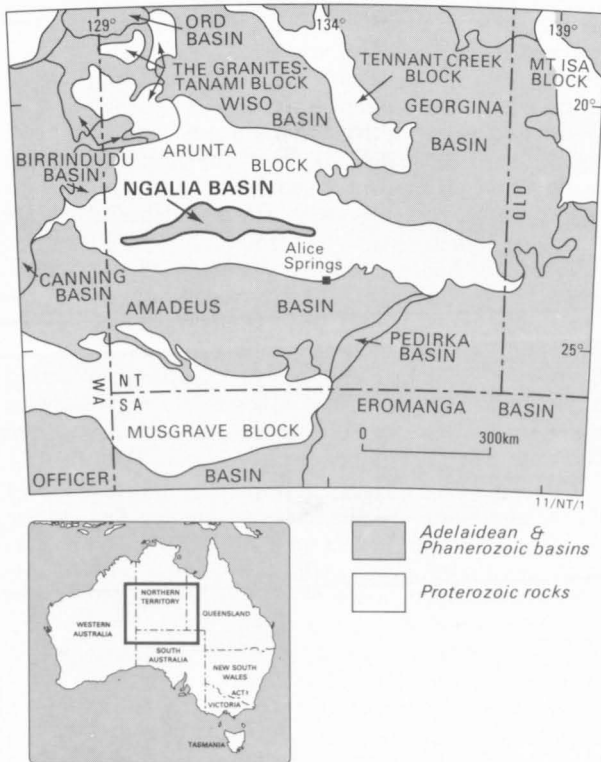 129°
ORD
BASIN
134°
139°
THE GRANITES-
TANAMI BLOCK
WISO
BASIN
TENNANT CREEK
BLOCK
MT ISA
BLOCK
GEORGINA
BASIN
20°
BIRRINDUDU
BASIN
ARUNTA
BLOCK
NGALIA BASIN
QLD
Alice
Springs
CANNING
BASIN
AMADEUS
BASIN
PEDIRKA
BASIN
25°
WA
NT
SA
EROMANGA
BASIN
MUSGRAVE BLOCK
0
300km
OFFICER
BASIN
11/NT/1
Adelaidean &
Phanerozoic basins
Proterozoic rocks
NORTHERN
TERRITORY
WESTERN
AUSTRALIA
QUEENSLAND
SOUTH
AUSTRALIA
NEW SOUTH
WALES
ACT
VICTORIA
TASMANIA